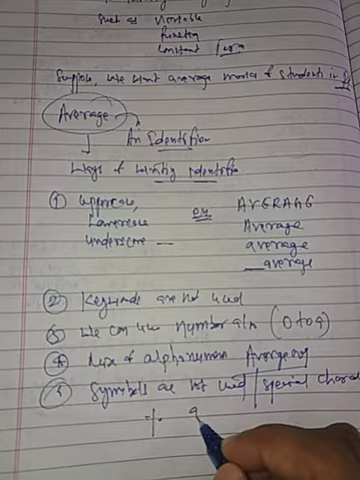 such as variable
function
constant
Suppose, we want average marks of students in
Average
An Identifier
Ways of writing identifier
① uppercase, or AVERAGE
Lowercase Average
underscore — average
_average
② Keywords are not used
③ We can use Number also (0 to 9)
④ Mix of alphanumeric Average01
⑤ Symbols are not used / special